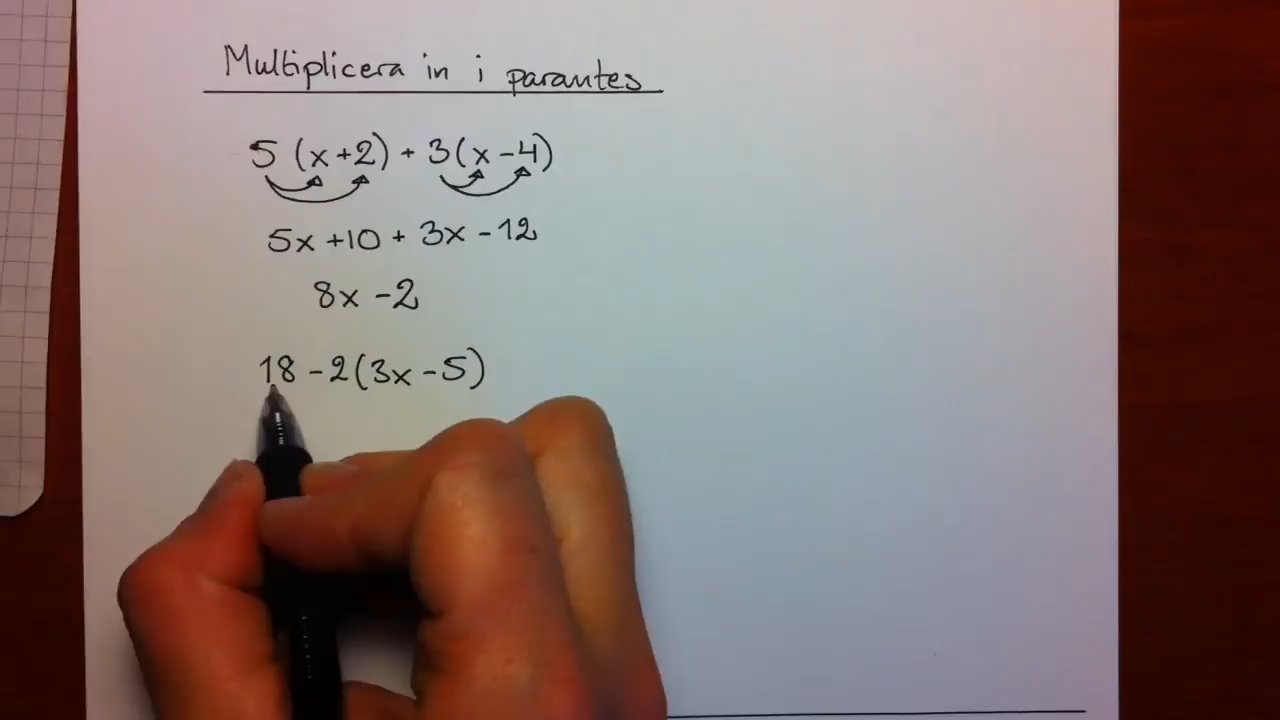 Multiplicera in i parantes
5 (x+2) + 3(x-4)
5x +10 + 3x -12
8x -2
18 -2(3x -5)